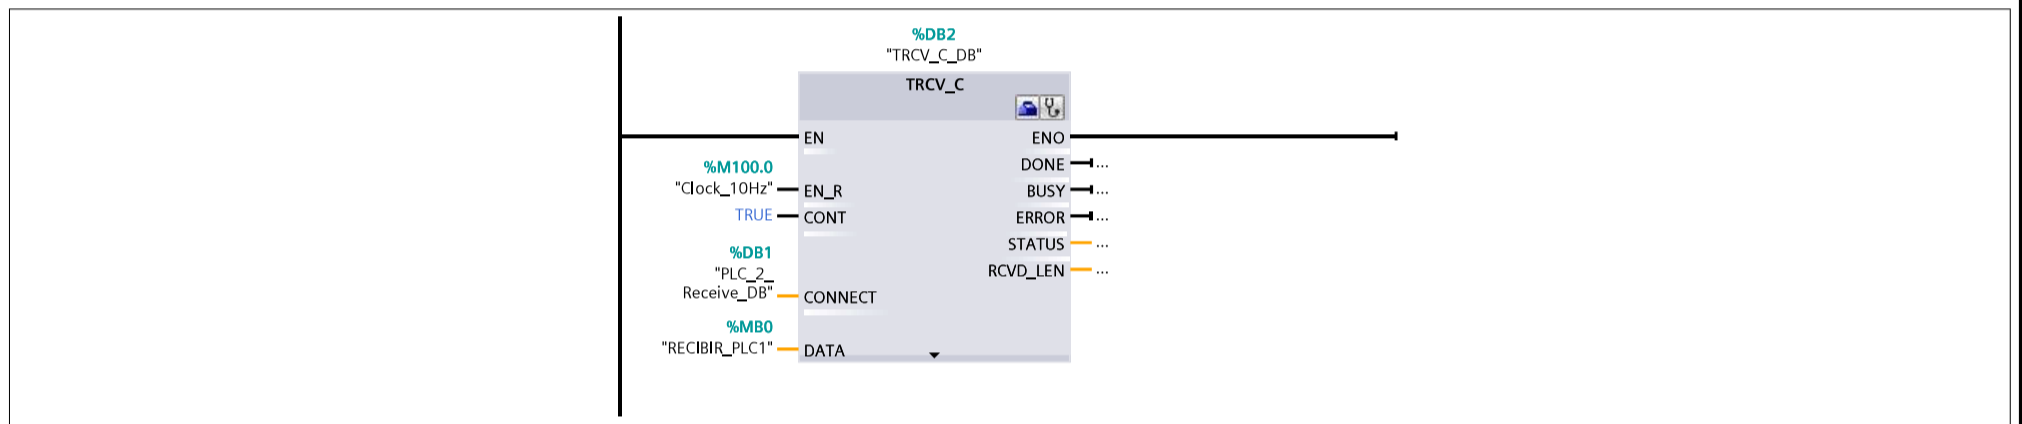 %DB2
"TRCV_C_DB"
TRCV_C
EN
ENO
DONE
...
%M100.0
"Clock_10Hz"
EN_R
BUSY
...
TRUE
CONT
ERROR
...
STATUS
...
%DB1
"PLC_2_
Receive_DB"
CONNECT
RCVD_LEN
...
%MB0
"RECIBIR_PLC1"
DATA